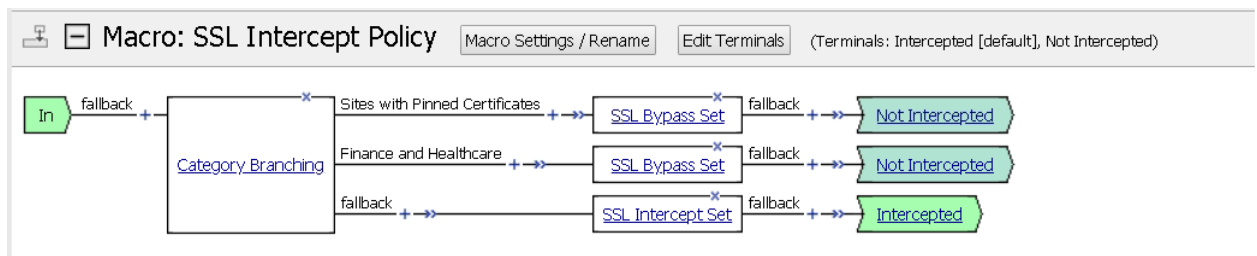 Macro: SSL Intercept Policy Macro Settings / Rename Edit Terminals (Terminals: Intercepted [default], Not Intercepted)
In fallback Sites with Pinned Certificates SSL Bypass Set fallback Not Intercepted
Category Branching Finance and Healthcare SSL Bypass Set fallback Not Intercepted
fallback SSL Intercept Set fallback Intercepted